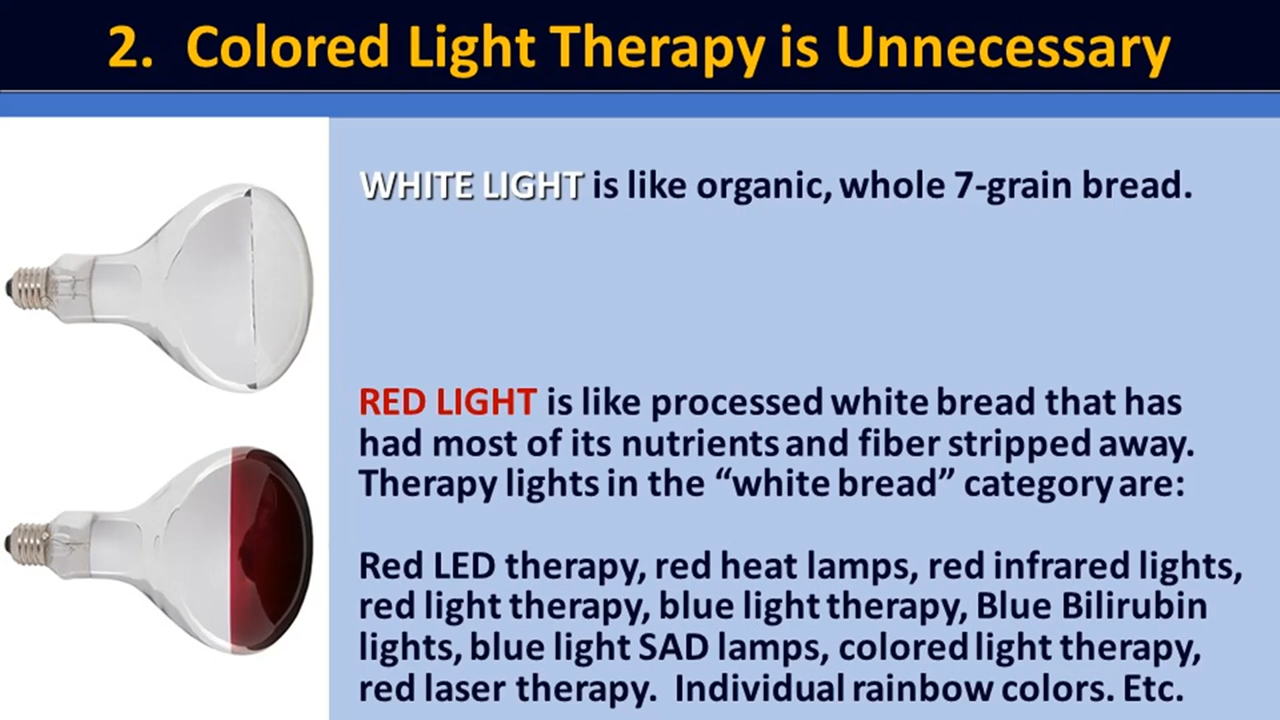 2. Colored Light Therapy is Unnecessary
WHITE LIGHT is like organic, whole 7-grain bread.
RED LIGHT is like processed white bread that has
had most of its nutrients and fiber stripped away.
Therapy lights in the “white bread” category are:
Red LED therapy, red heat lamps, red infrared lights,
red light therapy, blue light therapy, Blue Bilirubin
lights, blue light SAD lamps, colored light therapy,
red laser therapy. Individual rainbow colors. Etc.